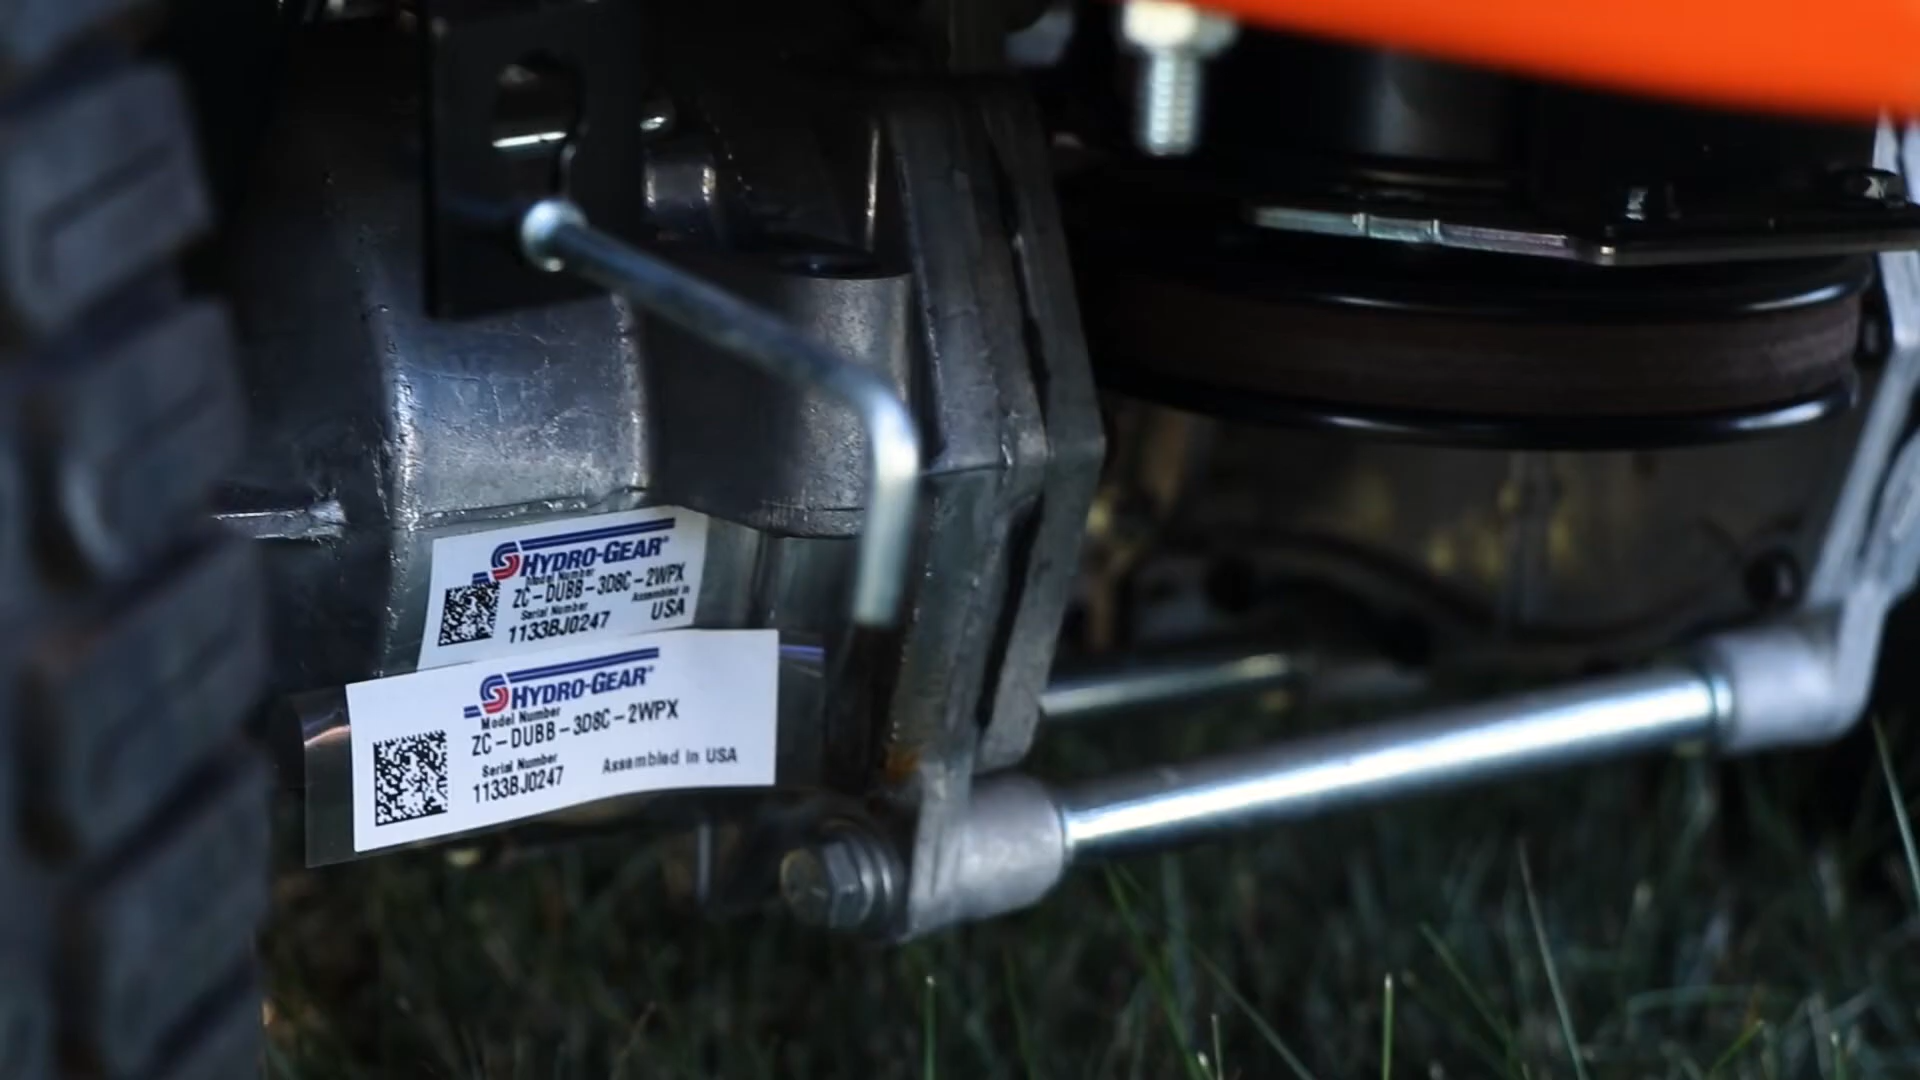 HYDRO-GEAR®
Model Number
ZC-DUBB-3D8C-2WPX
Serial Number
1133BJ0247
Assembled in
USA
HYDRO-GEAR®
Model Number
ZC-DUBB-3D8C-2WPX
Serial Number
1133BJ0247
Assembled in USA